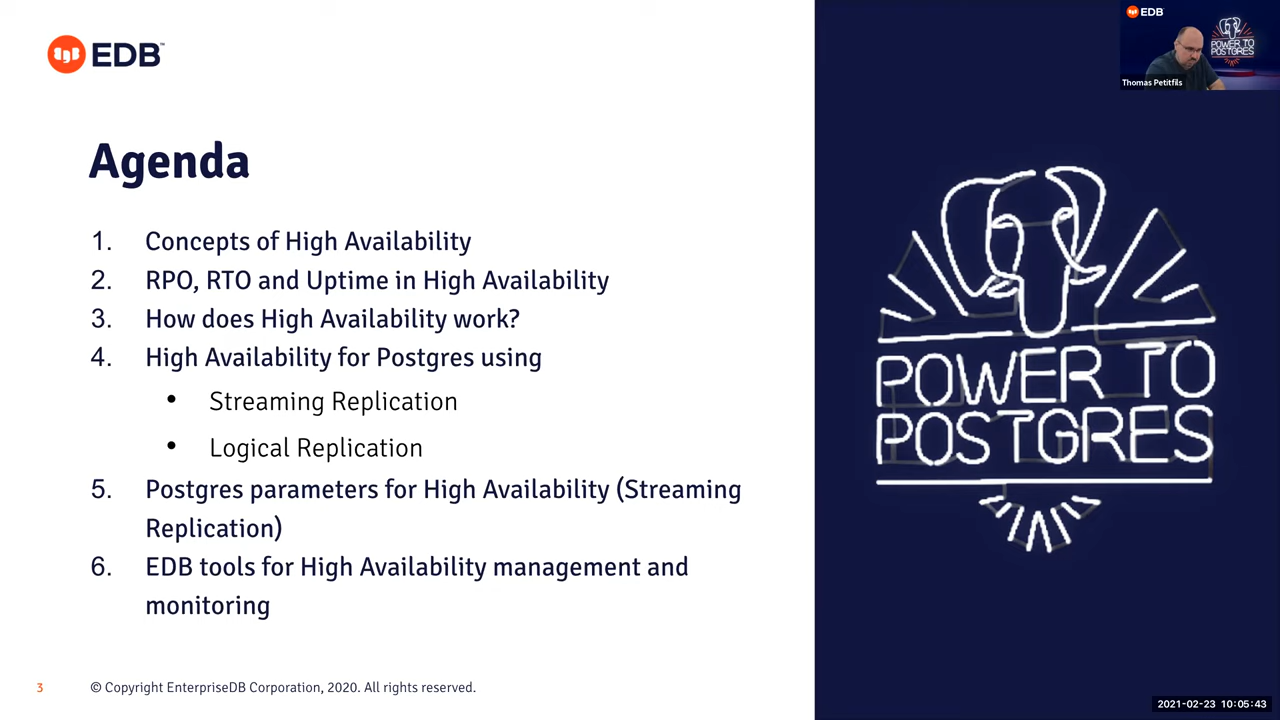 EDB™
Agenda
1. Concepts of High Availability
2. RPO, RTO and Uptime in High Availability
3. How does High Availability work?
4. High Availability for Postgres using
• Streaming Replication
• Logical Replication
5. Postgres parameters for High Availability (Streaming
Replication)
6. EDB tools for High Availability management and
monitoring
3 © Copyright EnterpriseDB Corporation, 2020. All rights reserved.
POWER TO
POSTGRES
EDB
POWER TO
POSTGRES
Thomas Petitfils
2021-02-23 10:05:43